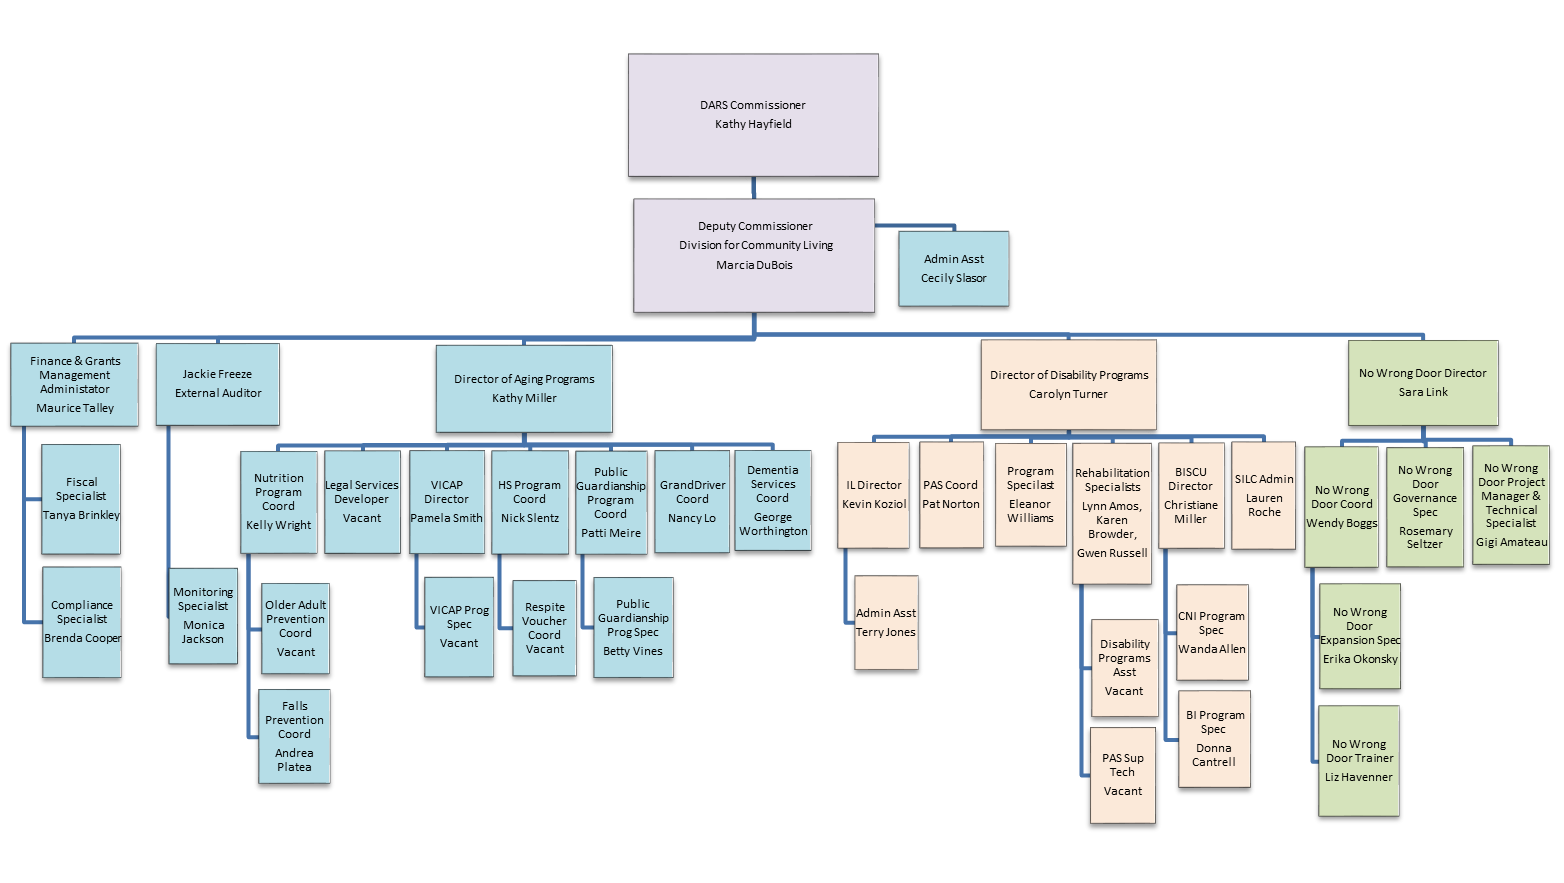 DARS Commissioner
Kathy Hayfield
Deputy Commissioner
Division for Community Living
Marcia DuBois
Admin Asst
Cecily Slasor
Finance & Grants
Management
Administator
Maurice Talley
Jackie Freeze
External Auditor
Director of Aging Programs
Kathy Miller
Director of Disability Programs
Carolyn Turner
No Wrong Door Director
Sara Link
Fiscal
Specialist
Tanya Brinkley
Compliance
Specialist
Brenda Cooper
Monitoring
Specialist
Monica
Jackson
Nutrition
Program
Coord
Kelly Wright
Legal Services
Developer
Vacant
VICAP
Director
Pamela Smith
HS Program
Coord
Nick Slentz
Public
Guardianship
Program
Coord
Patti Meire
GrandDriver
Coord
Nancy Lo
Dementia
Services
Coord
George
Worthington
Older Adult
Prevention
Coord
Vacant
Falls
Prevention
Coord
Andrea
Platea
VICAP Prog
Spec
Vacant
Respite
Voucher
Coord
Vacant
Public
Guardianship
Prog Spec
Betty Vines
IL Director
Kevin Koziol
PAS Coord
Pat Norton
Program
Specilast
Eleanor
Williams
Rehabilitation
Specialists
Lynn Amos,
Karen
Browder,
Gwen Russell
BISCU
Director
Christiane
Miller
SILC Admin
Lauren
Roche
Admin Asst
Terry Jones
Disability
Programs
Asst
Vacant
PAS Sup
Tech
Vacant
CNI Program
Spec
Wanda Allen
BI Program
Spec
Donna
Cantrell
No Wrong
Door Coord
Wendy Boggs
No Wrong
Door
Governance
Spec
Rosemary
Seltzer
No Wrong
Door Project
Manager &
Technical
Specialist
Gigi Amateau
No Wrong
Door
Expansion Spec
Erika Okonsky
No Wrong
Door Trainer
Liz Havenner